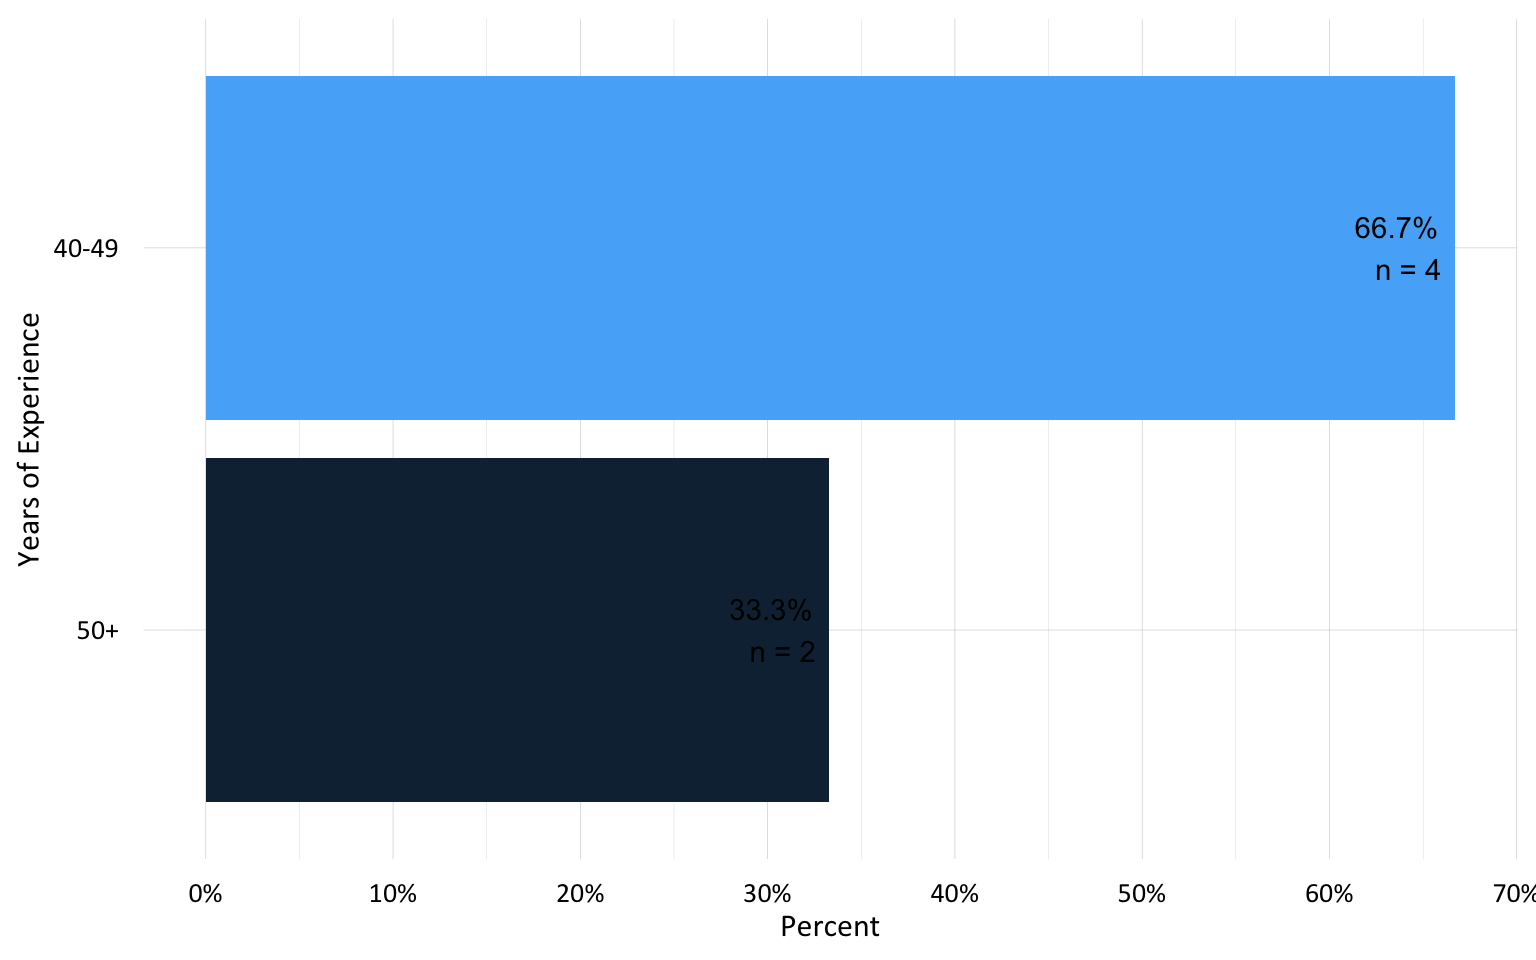 40-49
66.7%
n = 4
Years of Experience
50+
33.3%
n = 2
0% 10% 20% 30% 40% 50% 60% 70%
Percent